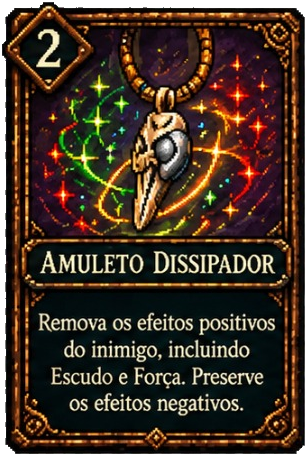 2
AMULETO DISSIPADOR
Remova os efeitos positivos
do inimigo, incluindo
Escudo e Força. Preserve
os efeitos negativos.